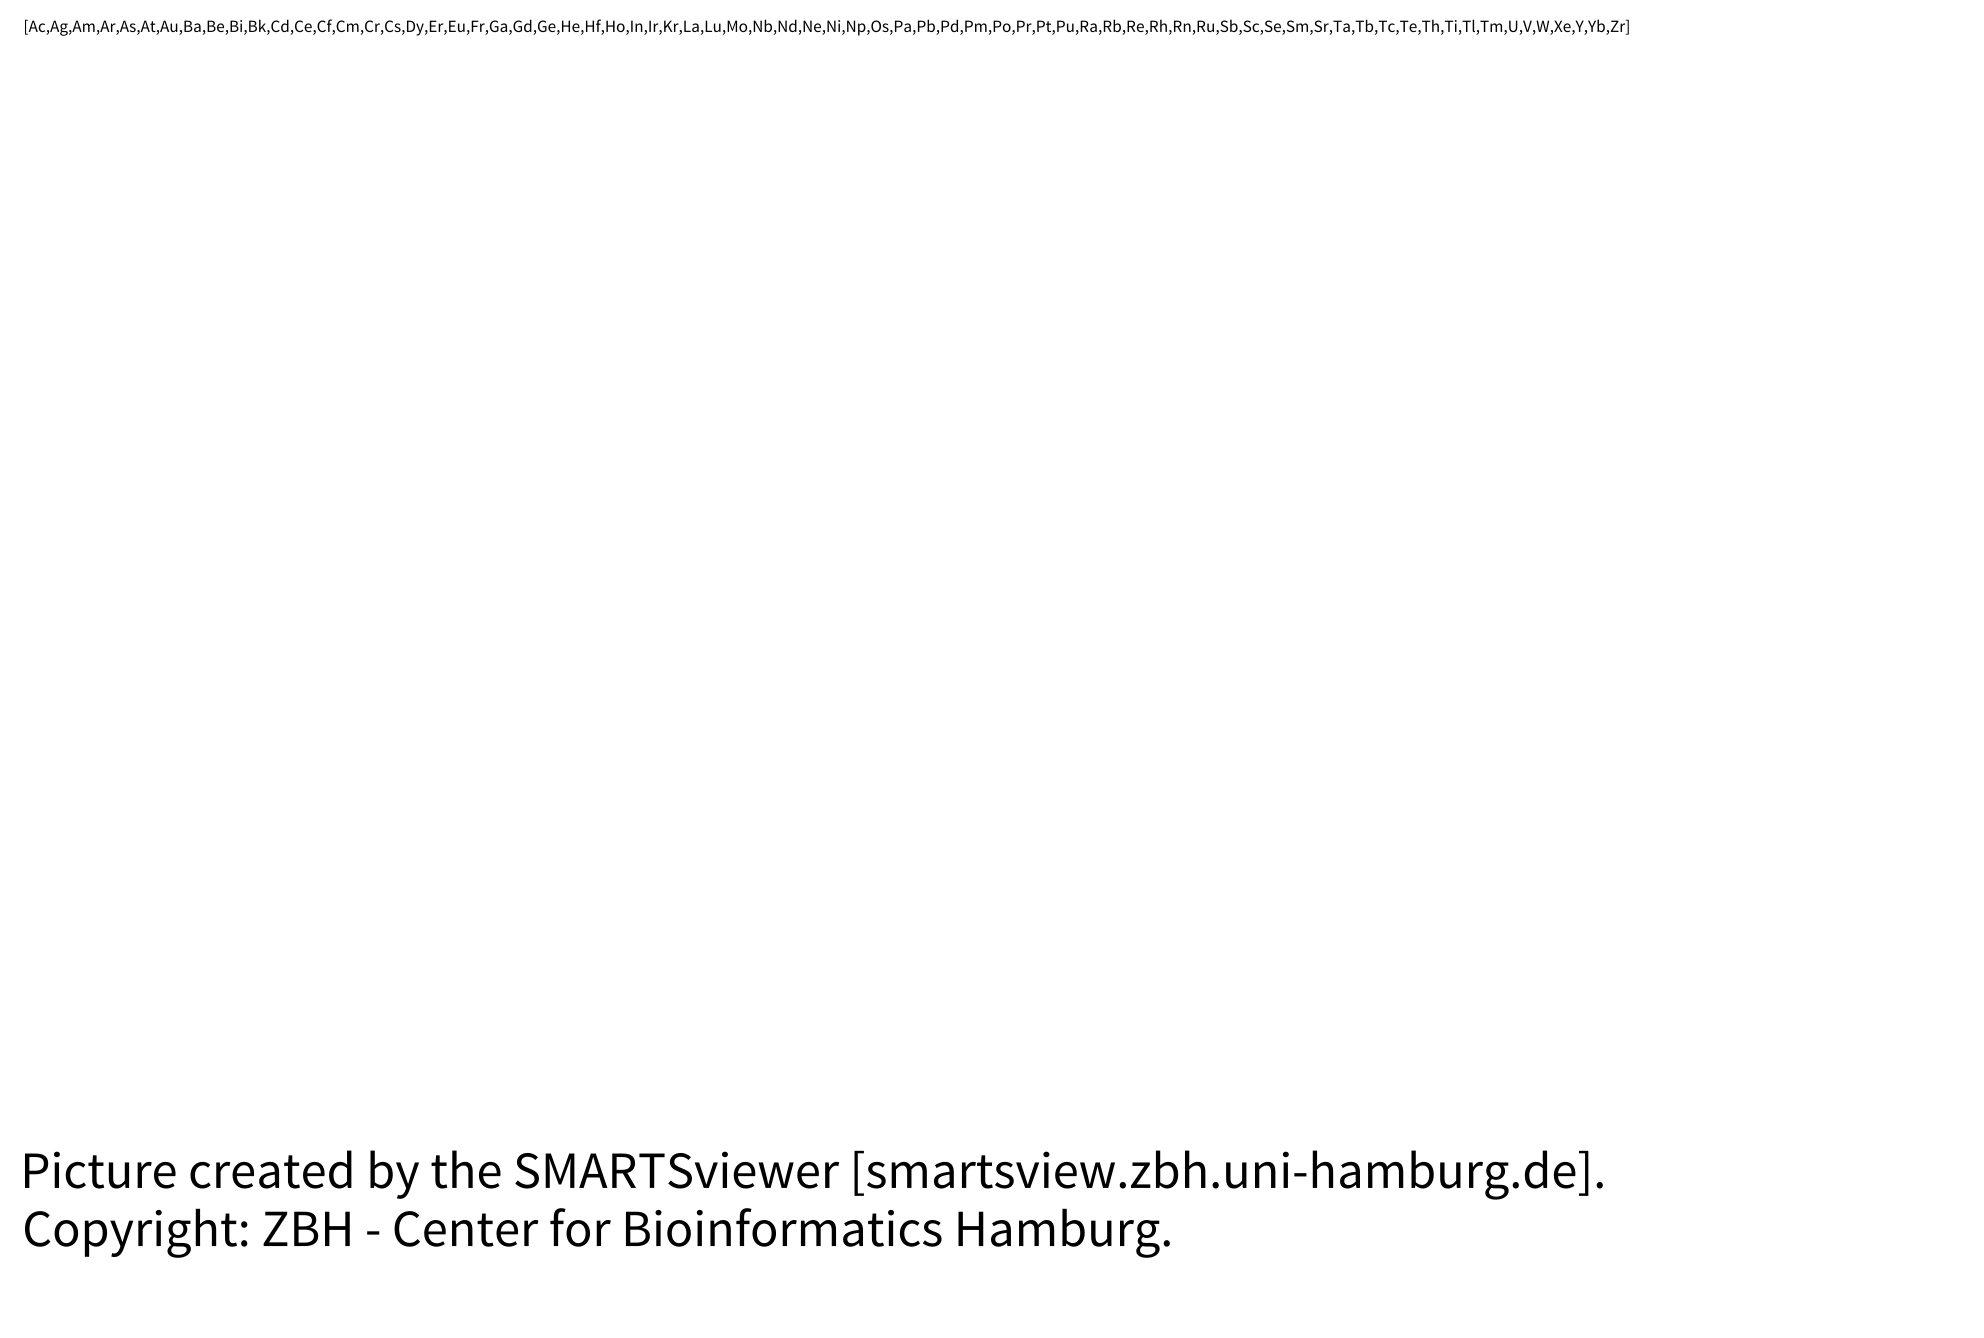 [Ac,Ag,Am,Ar,As,At,Au,Ba,Be,Bi,Bk,Cd,Ce,Cf,Cm,Cr,Cs,Dy,Er,Eu,Fr,Ga,Gd,Ge,He,Hf,Ho,In,Ir,Kr,La,Lu,Mo,Nb,Nd,Ne,Ni,Np,Os,Pa,Pb,Pd,Pm,Po,Pr,Pt,Pu,Ra,Rb,Re,Rh,Rn,Ru,Sb,Sc,Se,Sm,Sr,Ta,Tb,Tc,Te,Th,Ti,Tl,Tm,U,V,W,Xe,Y,Yb,Zr]
Picture created by the SMARTSviewer [smartsview.zbh.uni-hamburg.de].
Copyright: ZBH - Center for Bioinformatics Hamburg.